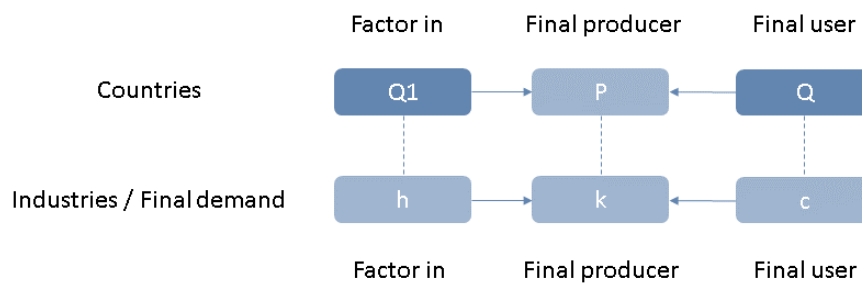 Factor in Final producer Final user
Countries Q1 P Q
Industries / Final demand h k c
Factor in Final producer Final user